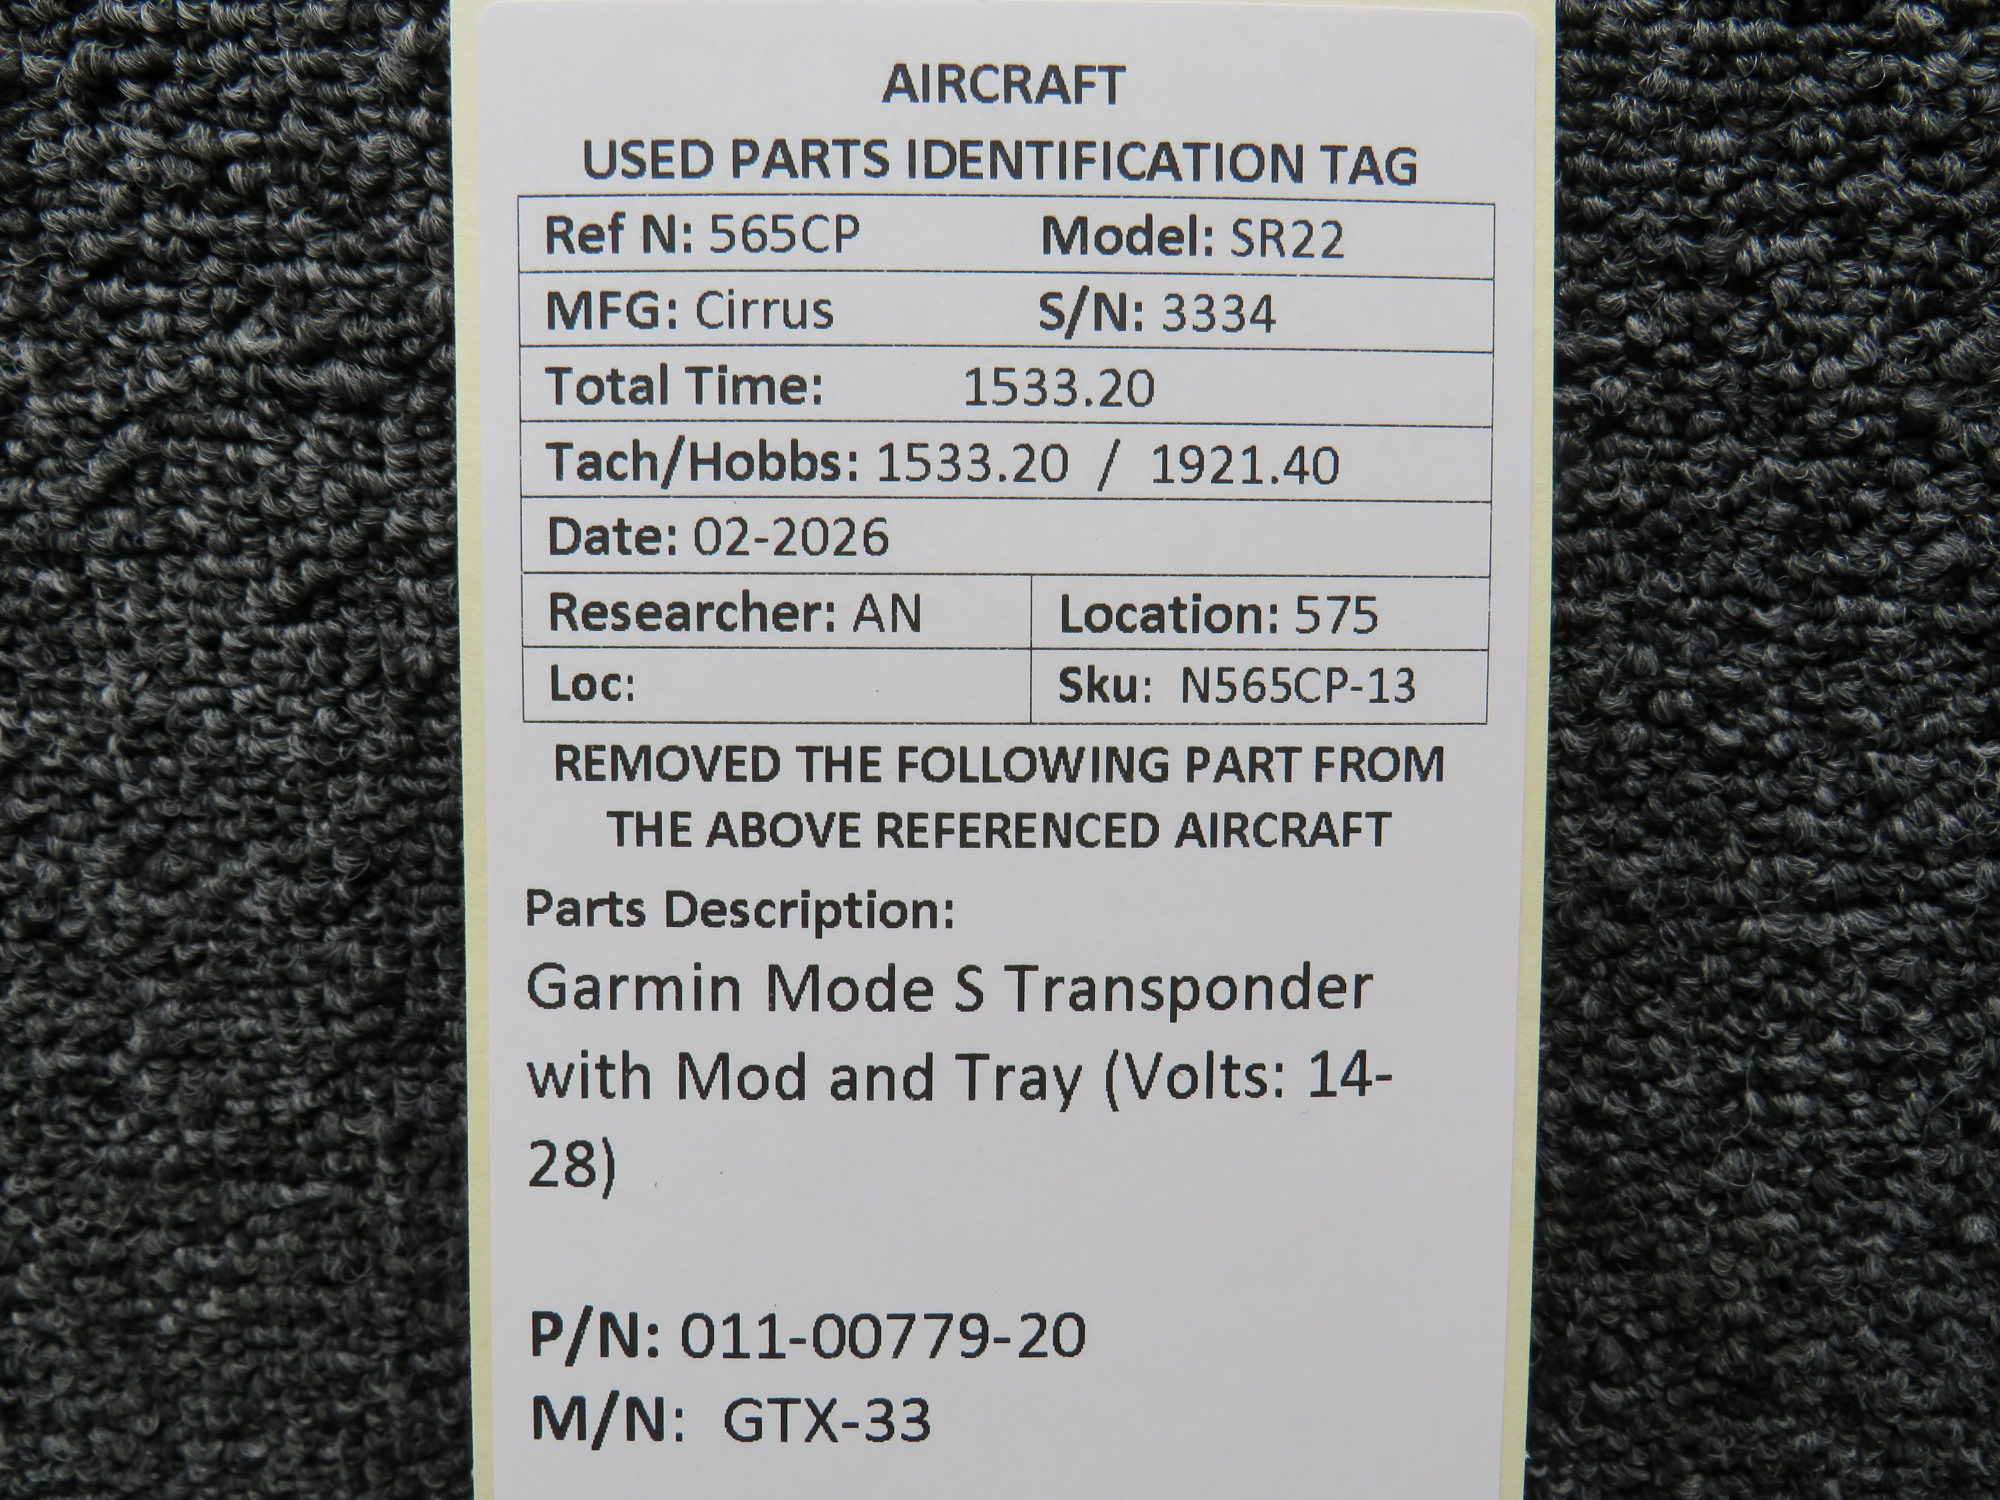 AIRCRAFT
USED PARTS IDENTIFICATION TAG
Ref N: 565CP Model: SR22
MFG: Cirrus S/N: 3334
Total Time: 1533.20
Tach/Hobbs: 1533.20 / 1921.40
Date: 02-2026
Researcher: AN Location: 575
Loc: Sku: N565CP-13
REMOVED THE FOLLOWING PART FROM
THE ABOVE REFERENCED AIRCRAFT
Parts Description:
Garmin Mode S Transponder
with Mod and Tray (Volts: 14-
28)
P/N: 011-00779-20
M/N: GTX-33